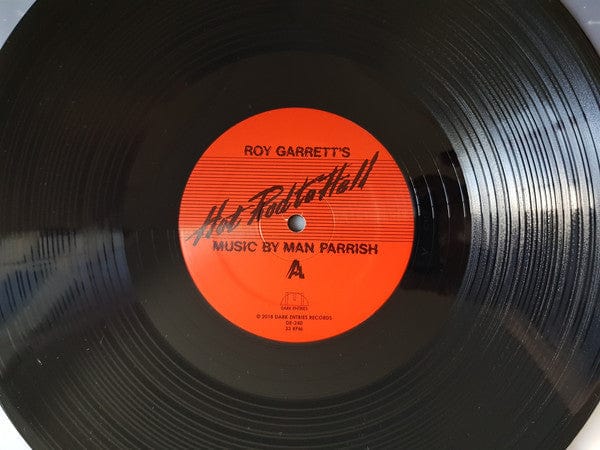 ROY GARRETT'S
Hot Rod to Hell
MUSIC BY MAN PARRISH
A
DARK ENTRIES
© 2018 DARK ENTRIES RECORDS
DE-240
33 RPM